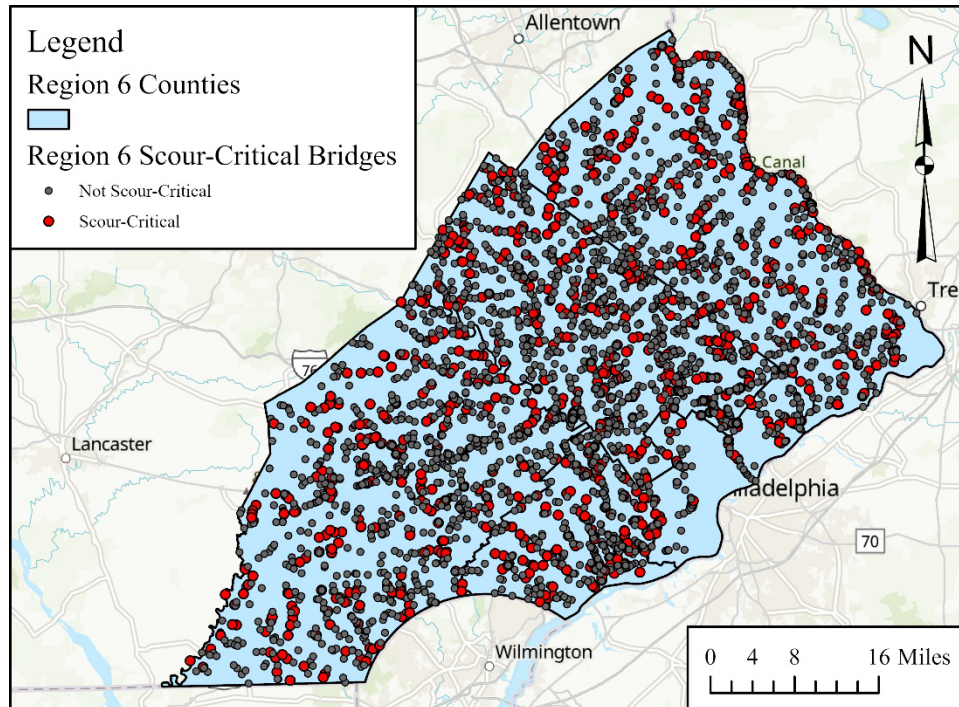 Legend
Region 6 Counties
Region 6 Scour-Critical Bridges
Not Scour-Critical
Scour-Critical
Allentown
N
Canal
Tre
76
Lancaster
iladelphia
70
Wilmington
0 4 8 16 Miles